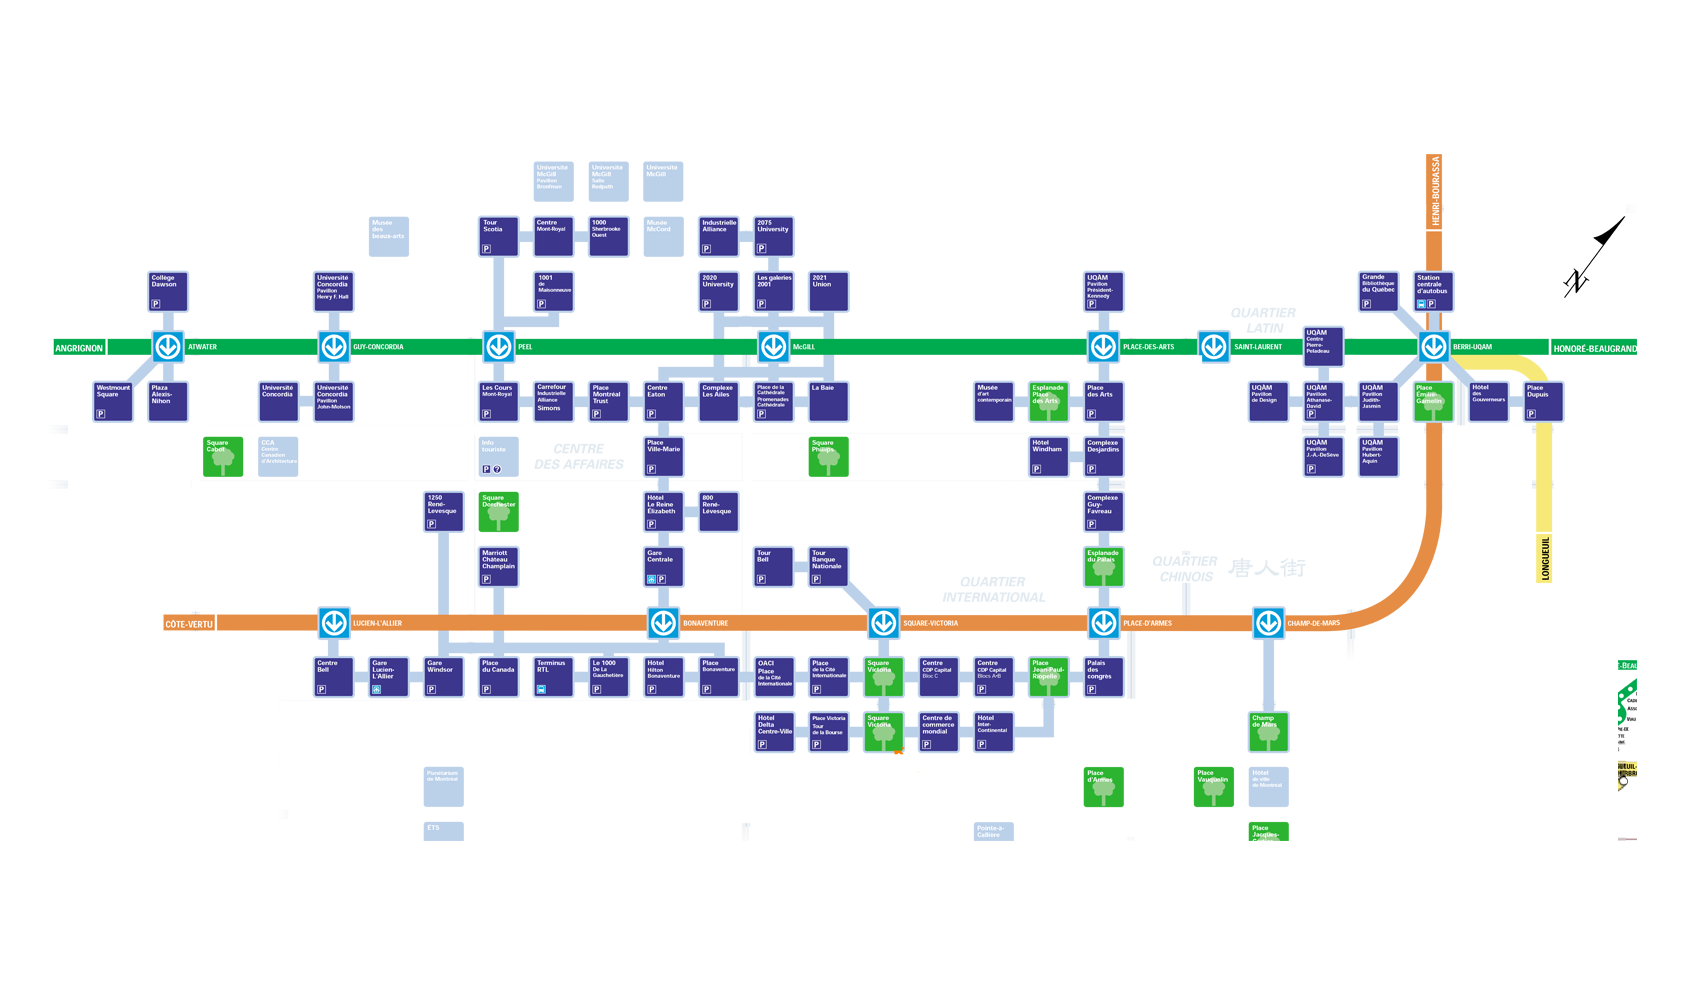 HENRI-BOURASSA
Université
McGill
Pavillon
Bronfman
Université
McGill
Salle
Redpath
Université
McGill
Musée
des
beaux-arts
Tour
Scotia
P
Centre
Mont-Royal
1000
Sherbrooke
Ouest
Musée
McCord
Industrielle
Alliance
P
2075
University
P
N
Collège
Dawson
P
Université
Concordia
Pavillon
Henry F. Hall
1001
de
Maisonneuve
P
2020
University
P
Les galeries
2001
P
2021
Union
UQÀM
Pavillon
Président-
Kennedy
P
Grande
Bibliothèque
du Québec
P
Station
centrale
d'autobus
P
QUARTIER
LATIN
ANGRIGNON
ATWATER
GUY-CONCORDIA
PEEL
McGILL
PLACE-DES-ARTS
SAINT-LAURENT
UQÀM
Centre
Pierre-
Péladeau
BERRI-UQAM
HONORÉ-BEAUGRAND
Westmount
Square
P
Plaza
Alexis-
Nihon
Université
Concordia
Université
Concordia
Pavillon
John-Molson
Les Cours
Mont-Royal
P
Carrefour
Industrielle
Alliance
Simons
Place
Montréal
Trust
P
Centre
Eaton
P
Complexe
Les Ailes
P
Place de la
Cathédrale
Promenades
Cathédrale
P
La Baie
Musée
d'art
contemporain
Esplanade
Place
des Arts
Place
des Arts
P
UQÀM
Pavillon
de Design
UQÀM
Pavillon
Athanase-
David
P
UQÀM
Pavillon
Judith-
Jasmin
Place
Émilie-
Gamelin
P
Hôtel
des
Gouverneurs
Place
Dupuis
P
Square
Cabot
CCA
Centre
Canadien
d'Architecture
Info
touriste
P ?
CENTRE
DES AFFAIRES
Place
Ville-Marie
P
Square
Phillips
Hôtel
Windham
P
Complexe
Desjardins
P
UQÀM
Pavillon
J.-A.-DeSève
P
UQÀM
Pavillon
Hubert-
Aquin
1250
René-
Levesque
P
Square
Dorchester
Hôtel
Le Reine
Élizabeth
P
800
René-
Lévesque
Complexe
Guy-
Favreau
P
Marriott
Château
Champlain
P
Gare
Centrale
P
Tour
Bell
P
Tour
Banque
Nationale
P
QUARTIER
INTERNATIONAL
Esplanade
du Palais
QUARTIER
CHINOIS
唐人街
LONGUEUIL
CÔTE-VERTU
LUCIEN-L'ALLIER
BONAVENTURE
SQUARE-VICTORIA
PLACE-D'ARMES
CHAMP-DE-MARS
Centre
Bell
P
Gare
Lucien-
L'Allier
Gare
Windsor
P
Place
du Canada
P
Terminus
RTL
Le 1000
De La
Gauchetière
P
Hôtel
Hilton
Bonaventure
P
Place
Bonaventure
P
OACI
Place
de la Cité
Internationale
Place
de la Cité
Internationale
P
Square
Victoria
Centre
CDP Capital
Bloc C
Centre
CDP Capital
Blocs A+B
P
Place
Jean-Paul-
Riopelle
Palais
des
congrès
P
Hôtel
Delta
Centre-Ville
P
Place Victoria
Tour
de la Bourse
P
Square
Victoria
Centre de
commerce
mondial
P
Hôtel
Inter-
Continental
P
Champ
de Mars
Planétarium
de Montréal
Place
d'Armes
Place
Vauquelin
Hôtel
de ville
de Montréal
ÉTS
Pointe-à-
Callière
Place
Jacques-